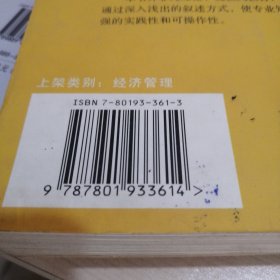 通过深入浅出的叙述方式，使专业
强的实践性和可操作性。
上架类别：经济管理
ISBN 7-80193-361-3
9 787801 933614 >